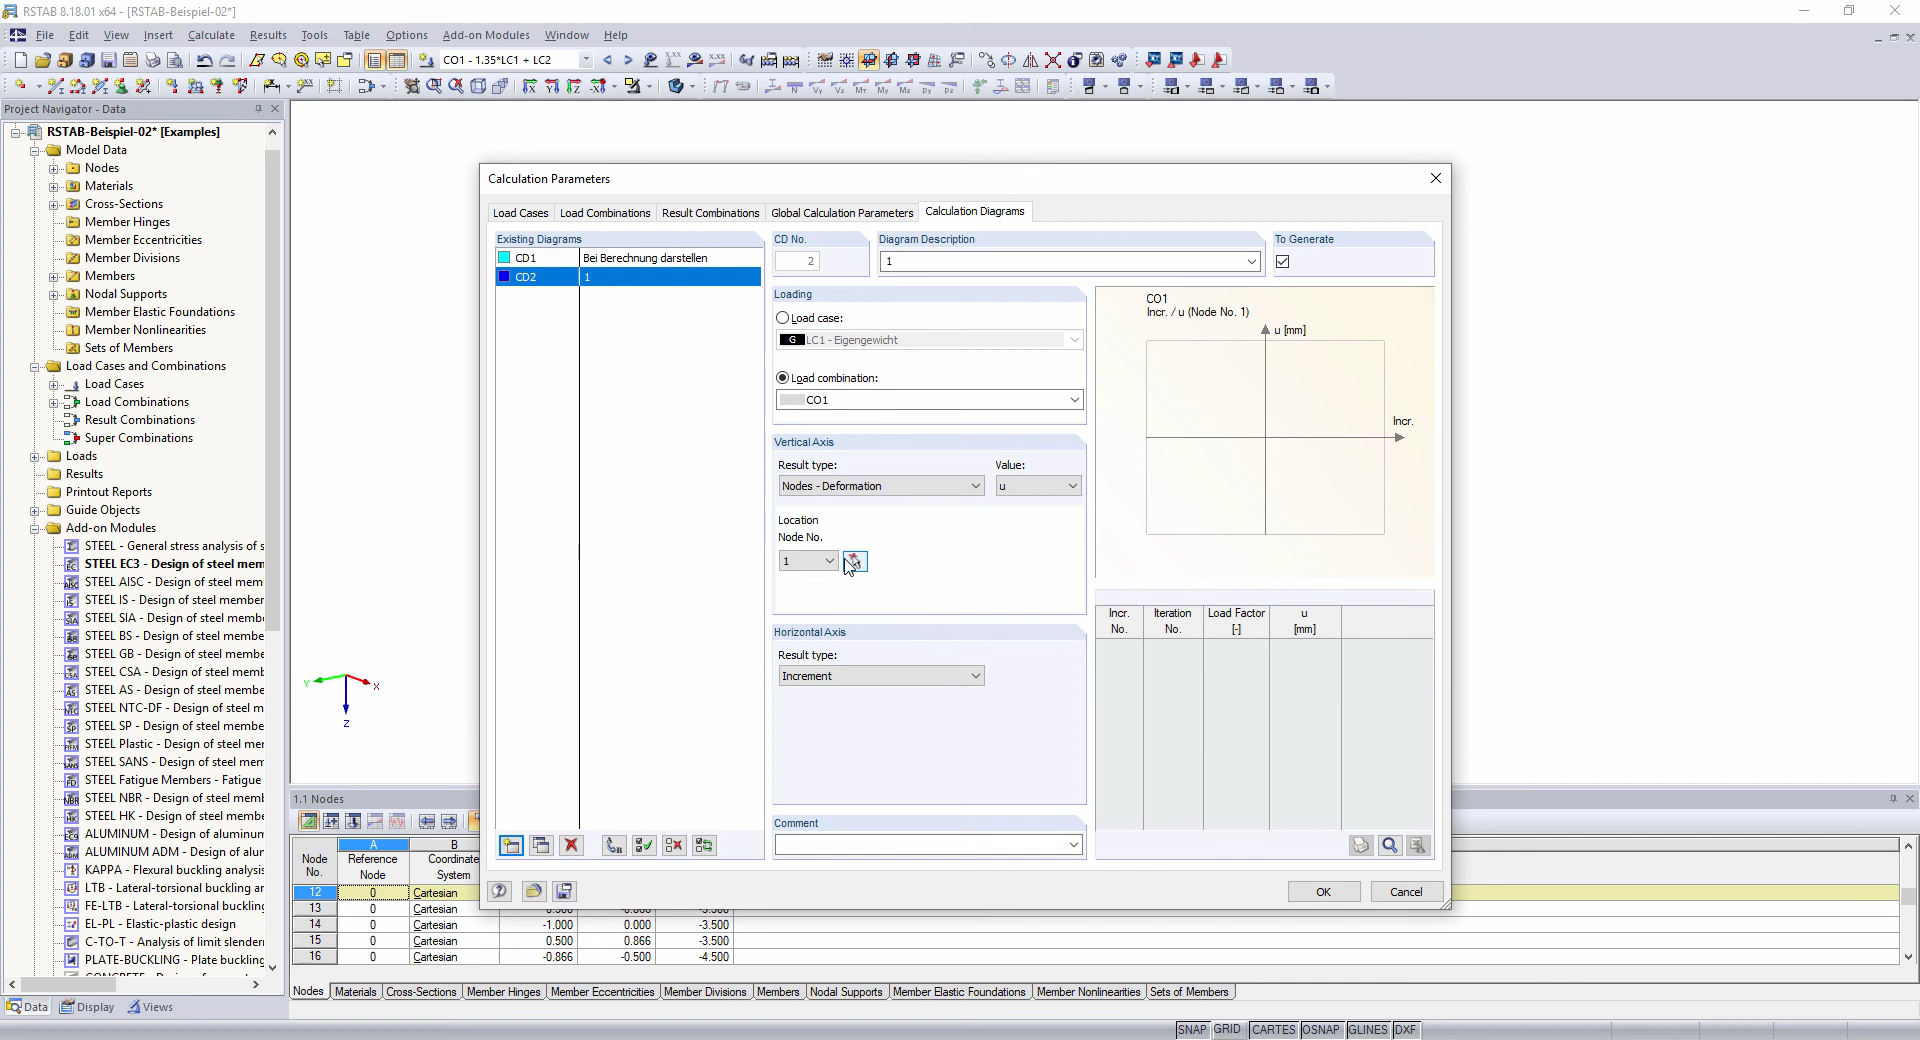 RSTAB 8.18.01 x64 - [RSTAB-Beispiel-02*]
File Edit View Insert Calculate Results Tools Table Options Add-on Modules Window Help
CO1 - 1.35*LC1 + LC2
Project Navigator - Data
RSTAB-Beispiel-02* [Examples]
Model Data
Nodes
Materials
Cross-Sections
Member Hinges
Member Eccentricities
Member Divisions
Members
Nodal Supports
Member Elastic Foundations
Member Nonlinearities
Sets of Members
Load Cases and Combinations
Load Cases
Load Combinations
Result Combinations
Super Combinations
Loads
Results
Printout Reports
Guide Objects
Add-on Modules
STEEL - General stress analysis of s
STEEL EC3 - Design of steel mem
STEEL AISC - Design of steel mem
STEEL IS - Design of steel membe
STEEL SIA - Design of steel membe
STEEL BS - Design of steel membe
STEEL GB - Design of steel membe
STEEL CSA - Design of steel memb
STEEL AS - Design of steel membe
STEEL NTC-DF - Design of steel m
STEEL SP - Design of steel membe
STEEL Plastic - Design of steel mer
STEEL SANS - Design of steel mem
STEEL Fatigue Members - Fatigue
STEEL NBR - Design of steel memb
STEEL HK - Design of steel membe
ALUMINUM - Design of aluminum
ALUMINUM ADM - Design of alur
KAPPA - Flexural buckling analysis
LTB - Lateral-torsional buckling ar
FE-LTB - Lateral-torsional buckling
EL-PL - Elastic-plastic design
C-TO-T - Analysis of limit slenderr
PLATE-BUCKLING - Plate buckling
Data Display Views
Y X
Z
Calculation Parameters
Load Cases Load Combinations Result Combinations Global Calculation Parameters Calculation Diagrams
Existing Diagrams
CD1 Bei Berechnung darstellen
CD2 1
CD No.
2
Diagram Description
1
To Generate
Loading
Load case:
G LC1 - Eigengewicht
Load combination:
CO1
Vertical Axis
Result type: Value:
Nodes - Deformation u
Location
Node No.
1
Horizontal Axis
Result type:
Increment
Comment
CO1
Incr. / u (Node No. 1)
u [mm]
Incr.
Incr. Iteration Load Factor u
No. No. [-] [mm]
OK Cancel
1.1 Nodes
A B
Node Reference Coordinate
No. Node System
12 0 Cartesian
13 0 Cartesian 0.500 -0.866 -3.500
14 0 Cartesian -1.000 0.000 -3.500
15 0 Cartesian 0.500 0.866 -3.500
16 0 Cartesian -0.866 -0.500 -4.500
Nodes Materials Cross-Sections Member Hinges Member Eccentricities Member Divisions Members Nodal Supports Member Elastic Foundations Member Nonlinearities Sets of Members
SNAP GRID CARTES OSNAP GLINES DXF